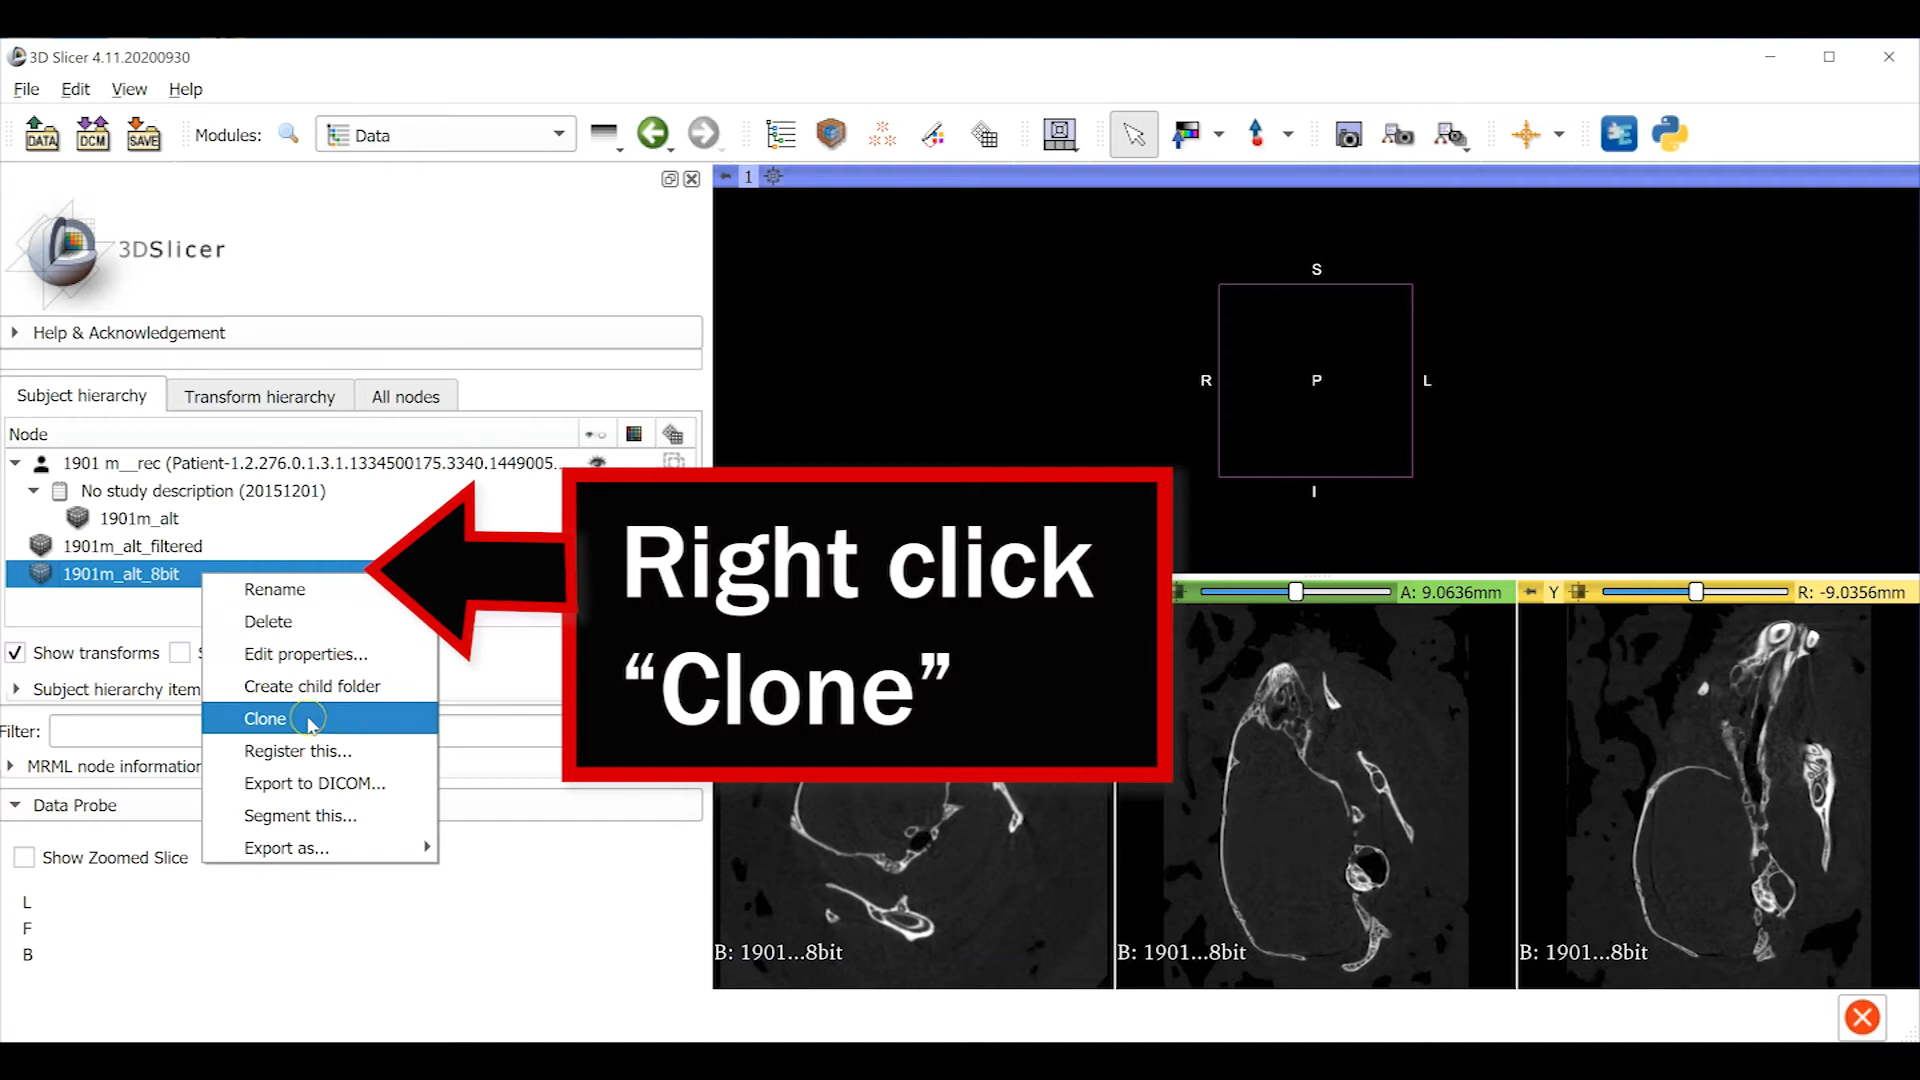 3D Slicer 4.11.20200930
File Edit View Help
DATA DCM SAVE Modules: Data
1
3DSlicer
Help & Acknowledgement
Subject hierarchy Transform hierarchy All nodes
Node
1901 m__rec (Patient-1.2.276.0.1.3.1.1334500175.3340.1449005...
No study description (20151201)
1901m_alt
1901m_alt_filtered
1901m_alt_8bit
Rename
Delete
Edit properties...
Create child folder
Clone
Register this...
Export to DICOM...
Segment this...
Export as...
Show transforms
Subject hierarchy item
Filter:
MRML node information
Data Probe
Show Zoomed Slice
L
F
B
Right click
“Clone”
S
R P L
I
A: 9.0636mm
Y R: -9.0356mm
B: 1901...8bit
B: 1901...8bit
B: 1901...8bit